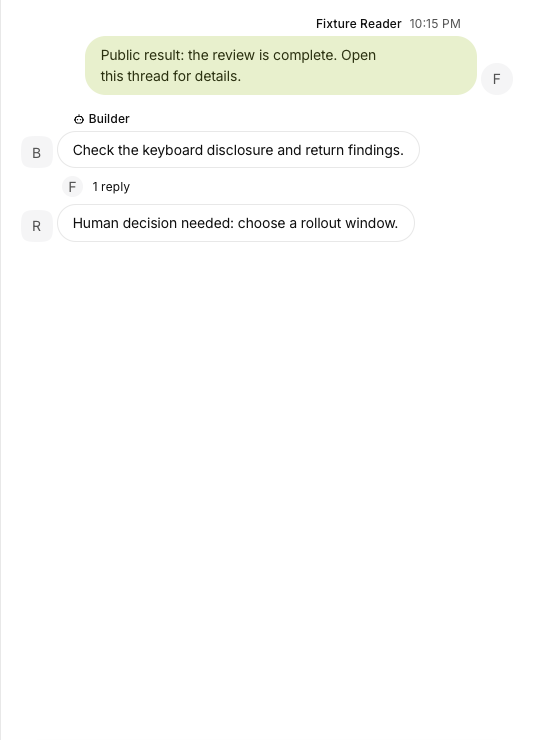 Fixture Reader 10:15 PM
Public result: the review is complete. Open
this thread for details.
F
Builder
B
Check the keyboard disclosure and return findings.
F 1 reply
R
Human decision needed: choose a rollout window.